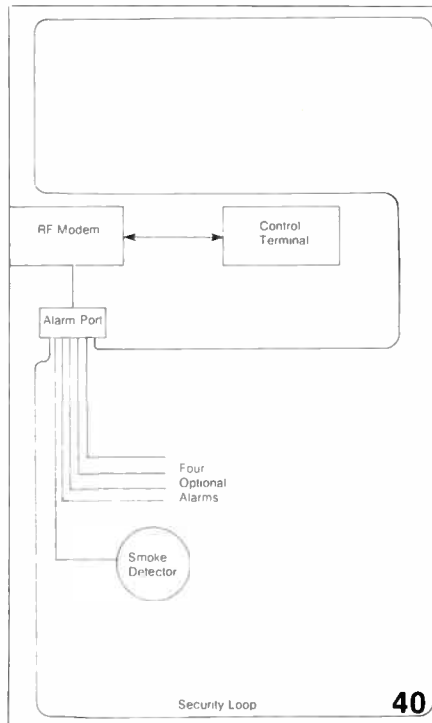 RF Modem
Control
Terminal
Alarm Port
Four
Optional
Alarms
Smoke
Detector
Security Loop
40